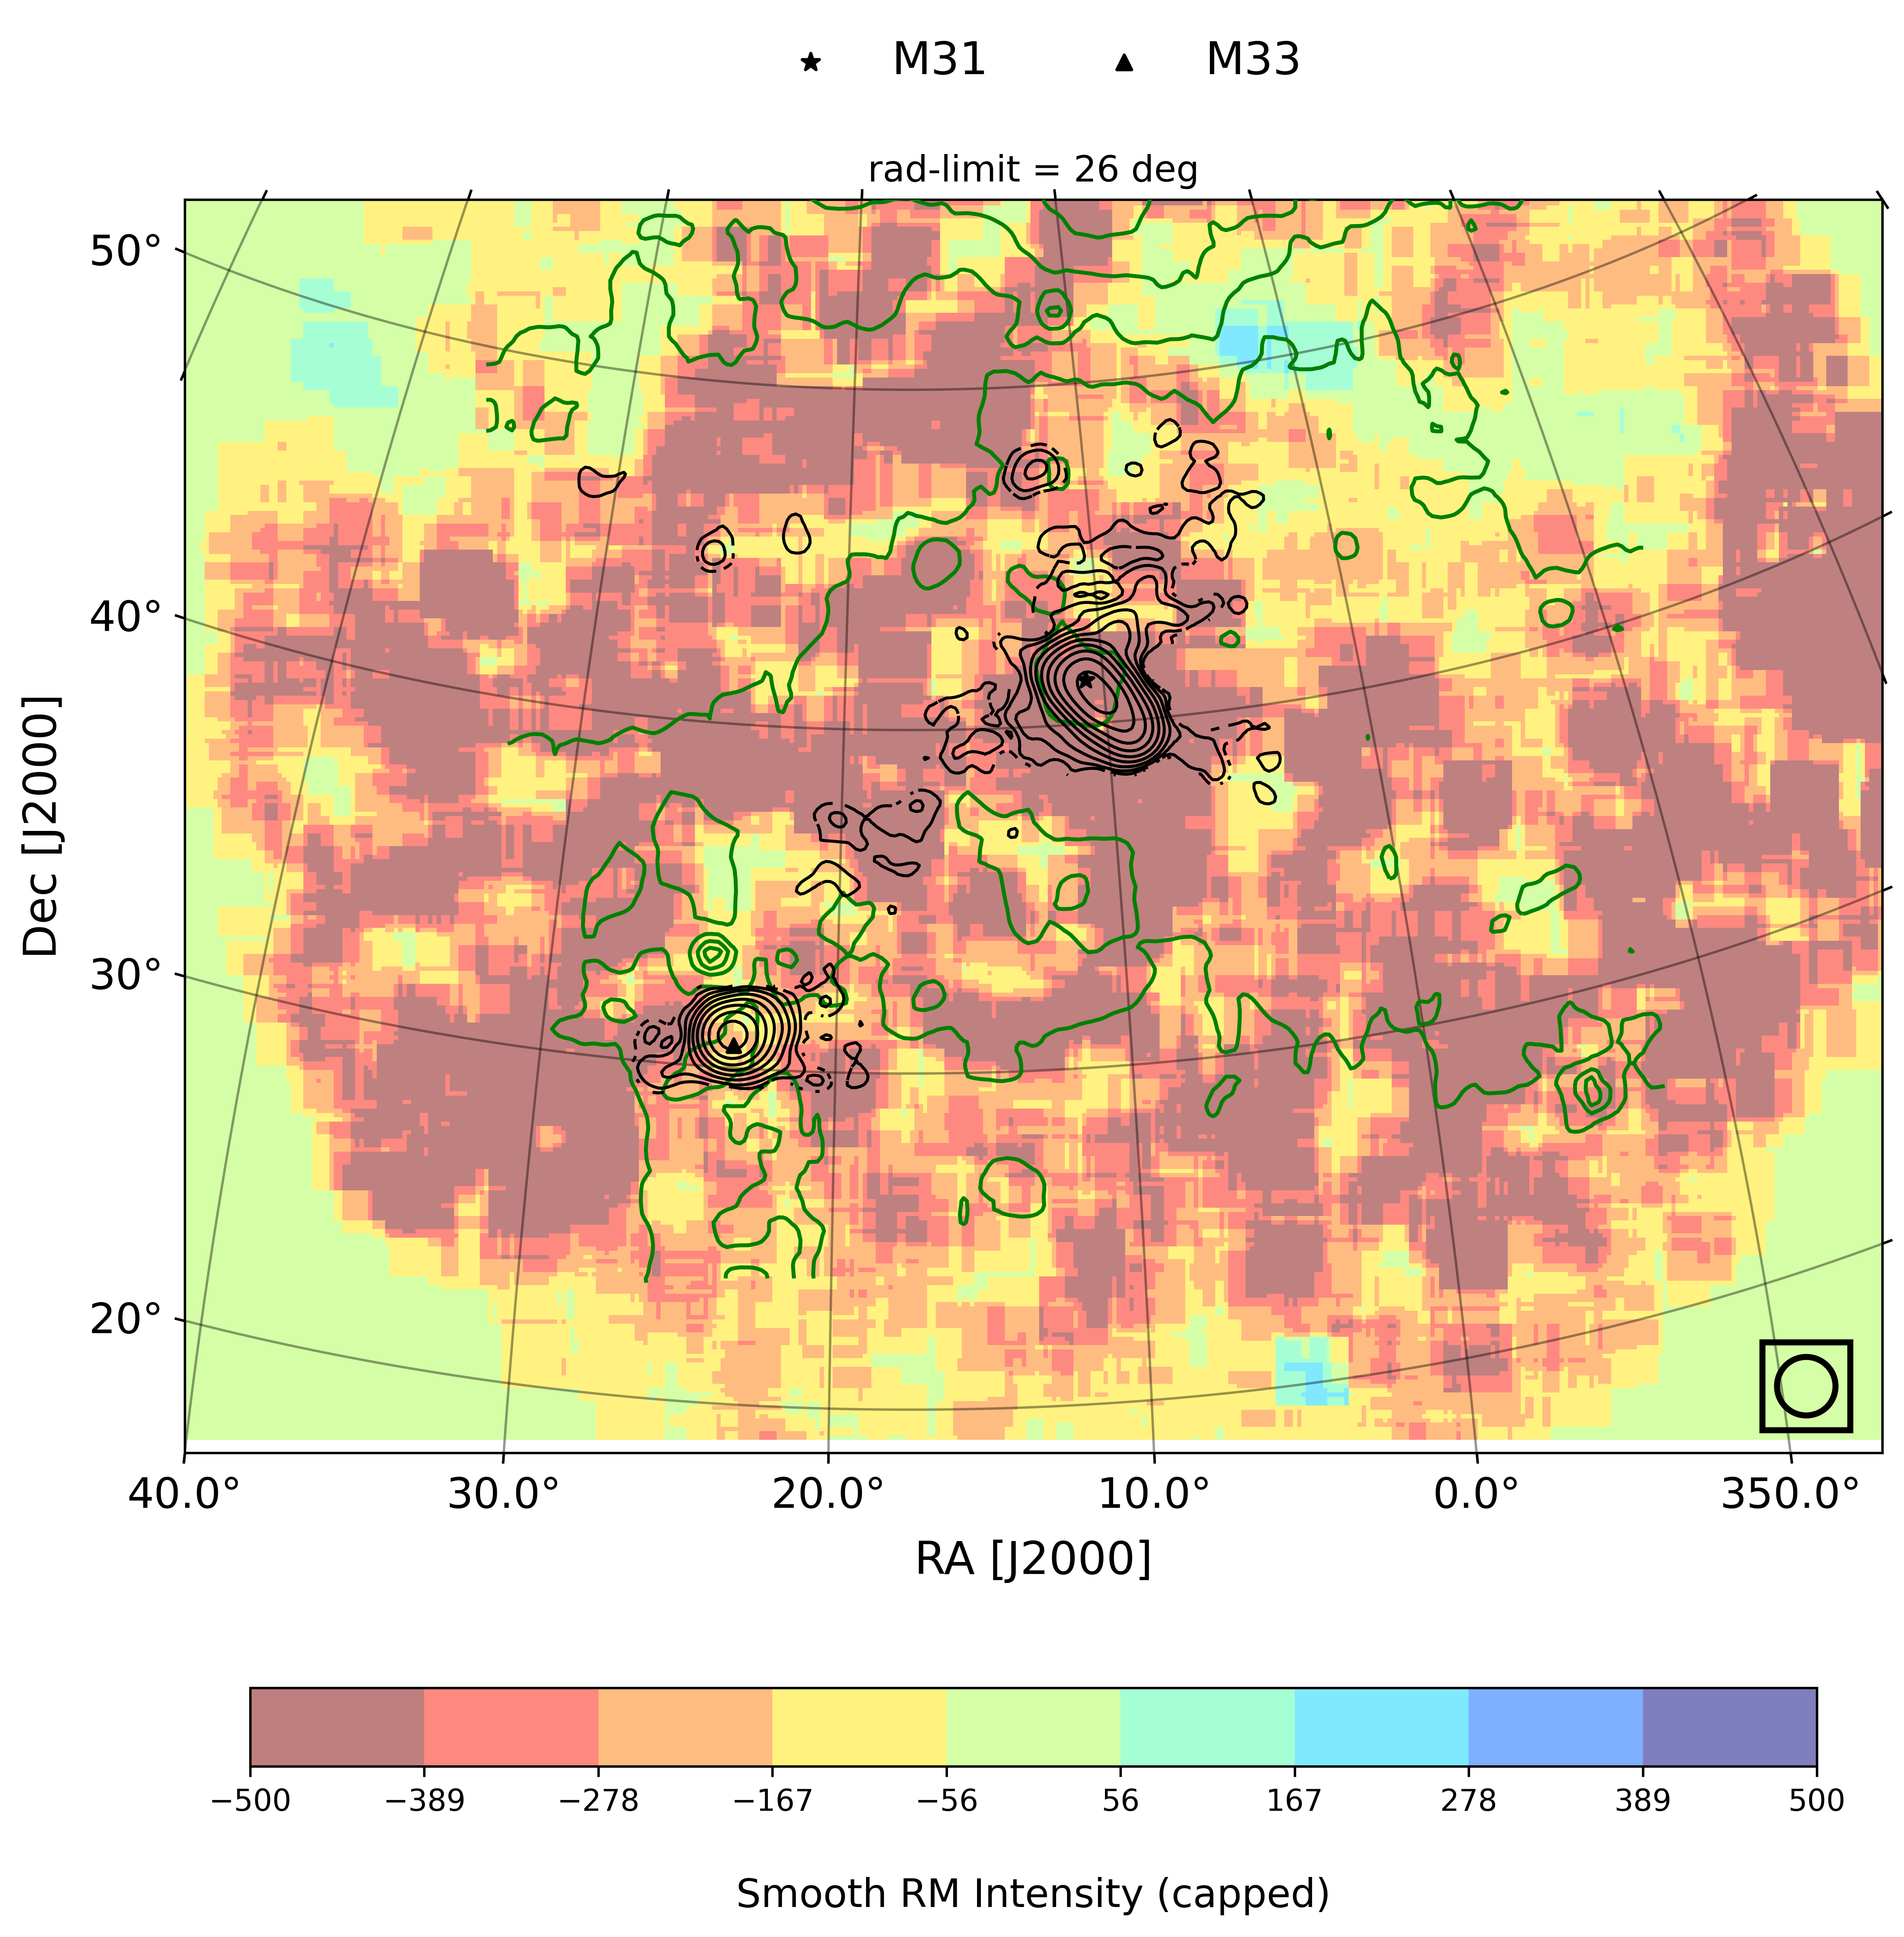 M31 M33
rad-limit = 26 deg
50°
40°
30°
20°
Dec [J2000]
40.0° 30.0° 20.0° 10.0° 0.0° 350.0°
RA [J2000]
−500 −389 −278 −167 −56 56 167 278 389 500
Smooth RM Intensity (capped)